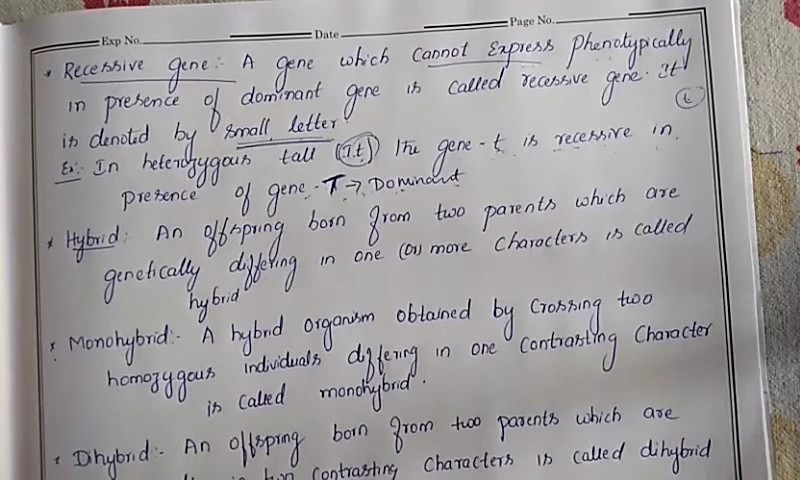 Exp No. Date Page No.
* Recessive gene:- A gene which cannot Express phenotypically
in presence of dominant gene is called recessive gene. It
is denoted by small letter (t)
Ex:- In heterozygous tall (T.t) The gene-t is recessive in
presence of gene-T → Dominant
* Hybrid: An offspring born from two parents which are
genetically differing in one (or) more characters is called
hybrid
* Monohybrid:- A hybrid organism obtained by crossing two
homozygous individuals differing in one contrasting character
is called monohybrid.
* Dihybrid:- An offspring born from two parents which are
in two contrasting characters is called dihybrid